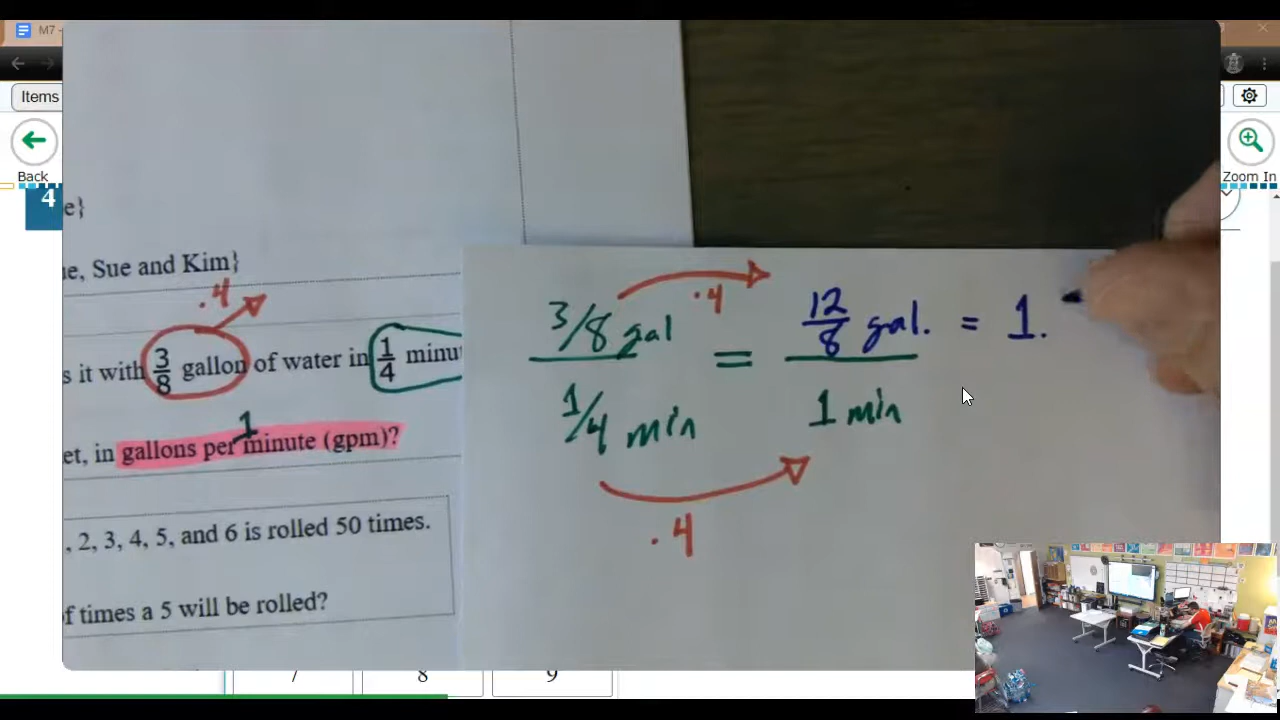 M7 -
Items
Back
Zoom In
4
e}
ue, Sue and Kim}
· 4
s it with 3/8 gallon of water in 1/4 minu
1
et, in gallons per minute (gpm)?
, 2, 3, 4, 5, and 6 is rolled 50 times.
f times a 5 will be rolled?
· 4
3/8 gal = 12/8 gal. = 1.
1/4 min 1 min
· 4
7 8 9